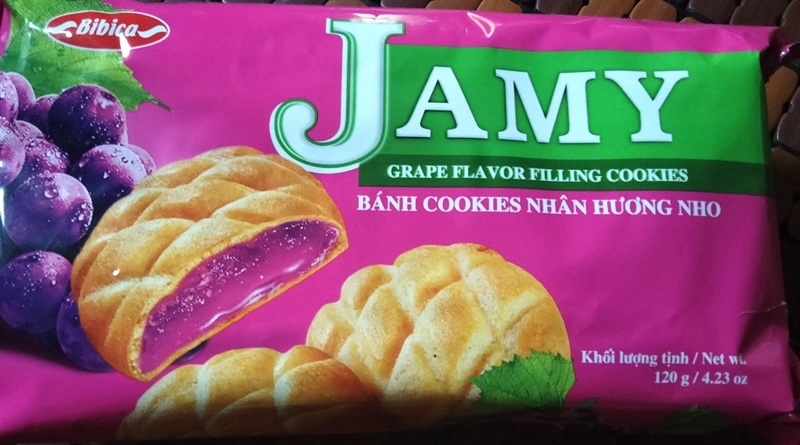 Bibica
JAMY
GRAPE FLAVOR FILLING COOKIES
BÁNH COOKIES NHÂN HƯƠNG NHO
Khối lượng tịnh / Net wt.
120 g / 4.23 oz